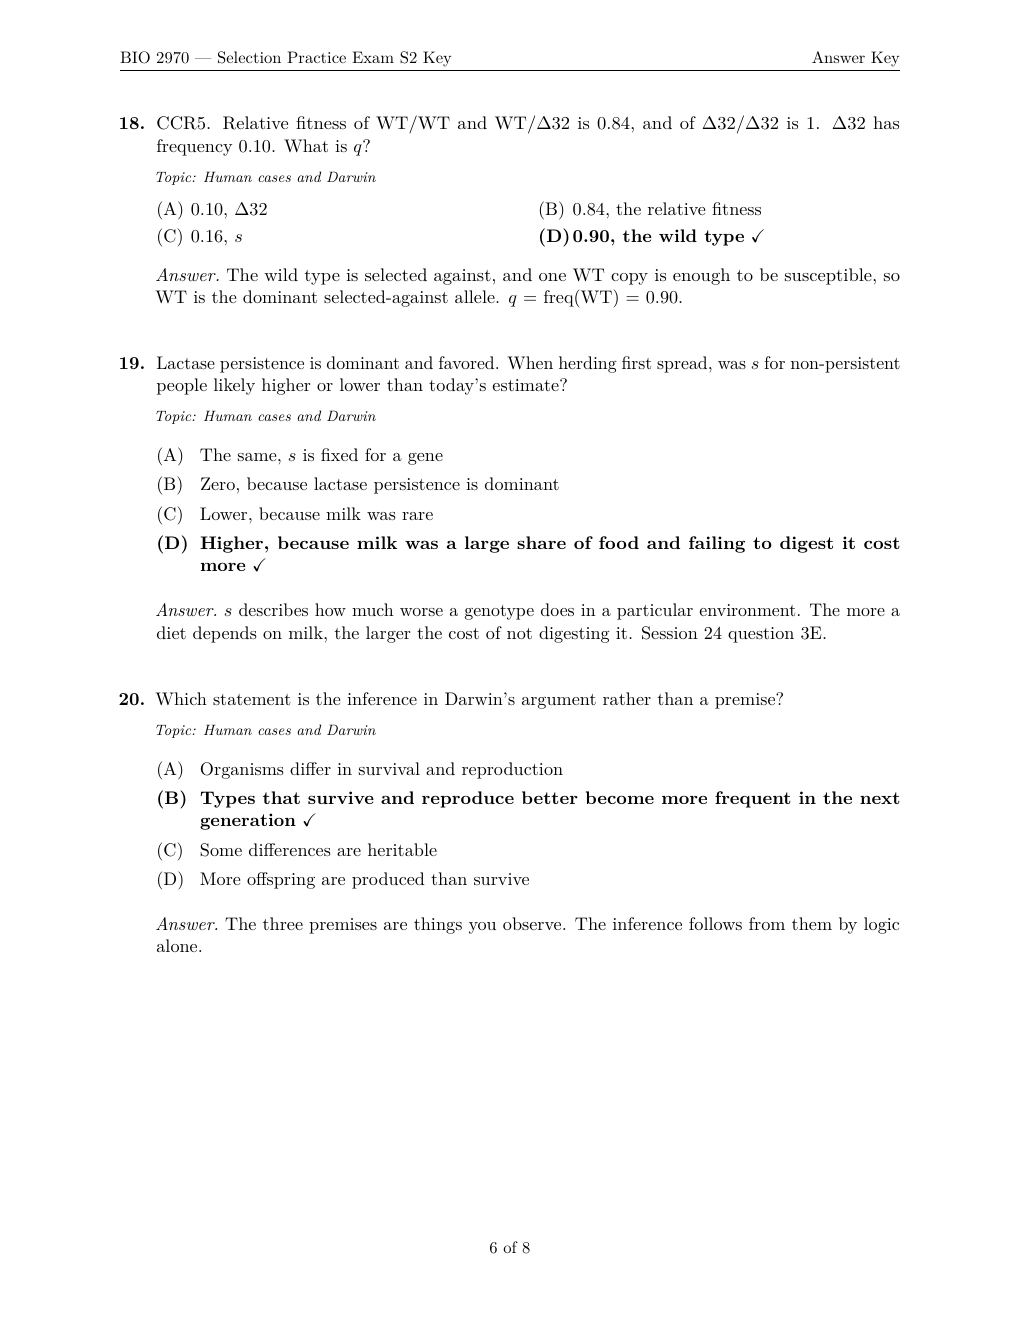 BIO 2970 — Selection Practice Exam S2 Key Answer Key
18. CCR5. Relative fitness of WT/WT and WT/Δ32 is 0.84, and of Δ32/Δ32 is 1. Δ32 has
frequency 0.10. What is q?
Topic: Human cases and Darwin
(A) 0.10, Δ32 (B) 0.84, the relative fitness
(C) 0.16, s (D) 0.90, the wild type ✓
Answer. The wild type is selected against, and one WT copy is enough to be susceptible, so
WT is the dominant selected-against allele. q = freq(WT) = 0.90.
19. Lactase persistence is dominant and favored. When herding first spread, was s for non-persistent
people likely higher or lower than today's estimate?
Topic: Human cases and Darwin
(A) The same, s is fixed for a gene
(B) Zero, because lactase persistence is dominant
(C) Lower, because milk was rare
(D) Higher, because milk was a large share of food and failing to digest it cost
more ✓
Answer. s describes how much worse a genotype does in a particular environment. The more a
diet depends on milk, the larger the cost of not digesting it. Session 24 question 3E.
20. Which statement is the inference in Darwin's argument rather than a premise?
Topic: Human cases and Darwin
(A) Organisms differ in survival and reproduction
(B) Types that survive and reproduce better become more frequent in the next
generation ✓
(C) Some differences are heritable
(D) More offspring are produced than survive
Answer. The three premises are things you observe. The inference follows from them by logic
alone.
6 of 8